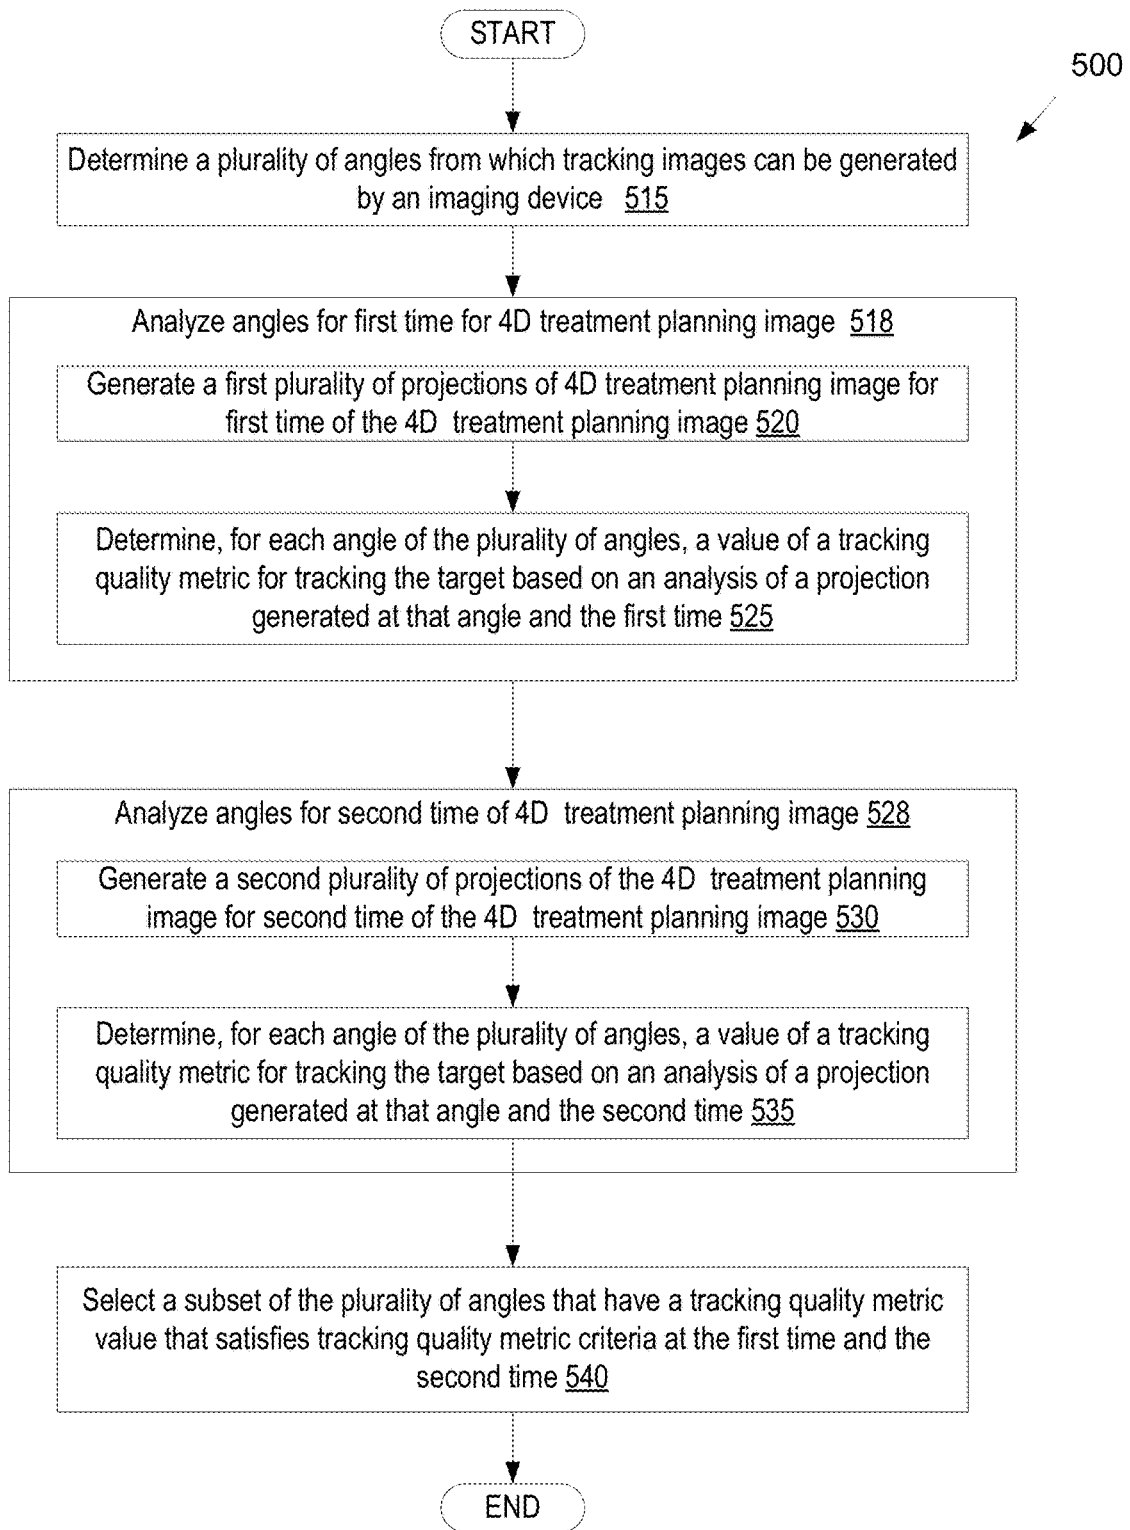 START
500
Determine a plurality of angles from which tracking images can be generated
by an imaging device 515
Analyze angles for first time for 4D treatment planning image 518
Generate a first plurality of projections of 4D treatment planning image for
first time of the 4D treatment planning image 520
Determine, for each angle of the plurality of angles, a value of a tracking
quality metric for tracking the target based on an analysis of a projection
generated at that angle and the first time 525
Analyze angles for second time of 4D treatment planning image 528
Generate a second plurality of projections of the 4D treatment planning
image for second time of the 4D treatment planning image 530
Determine, for each angle of the plurality of angles, a value of a tracking
quality metric for tracking the target based on an analysis of a projection
generated at that angle and the second time 535
Select a subset of the plurality of angles that have a tracking quality metric
value that satisfies tracking quality metric criteria at the first time and the
second time 540
END